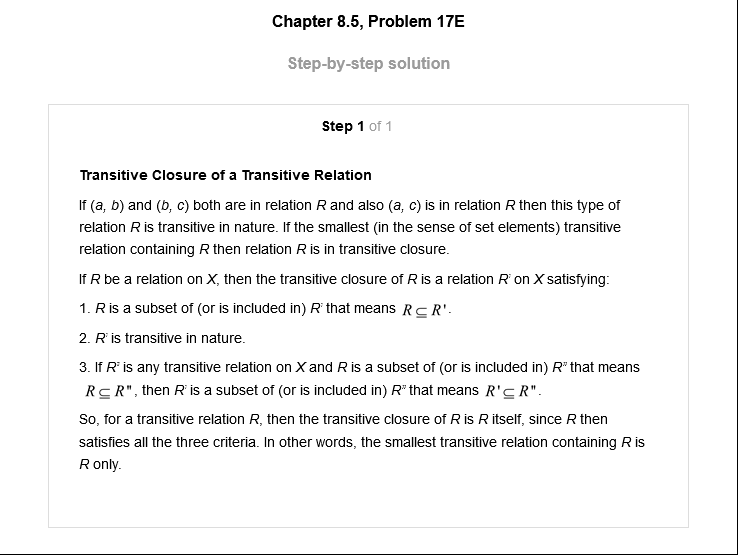 Chapter 8.5, Problem 17E
Step-by-step solution
Step 1 of 1
Transitive Closure of a Transitive Relation
If (a, b) and (b, c) both are in relation R and also (a, c) is in relation R then this type of
relation R is transitive in nature. If the smallest (in the sense of set elements) transitive
relation containing R then relation R is in transitive closure.
If R be a relation on X, then the transitive closure of R is a relation R' on X satisfying:
1. R is a subset of (or is included in) R' that means R ⊆ R'.
2. R' is transitive in nature.
3. If R" is any transitive relation on X and R is a subset of (or is included in) R" that means
R ⊆ R", then R' is a subset of (or is included in) R" that means R' ⊆ R".
So, for a transitive relation R, then the transitive closure of R is R itself, since R then
satisfies all the three criteria. In other words, the smallest transitive relation containing R is
R only.